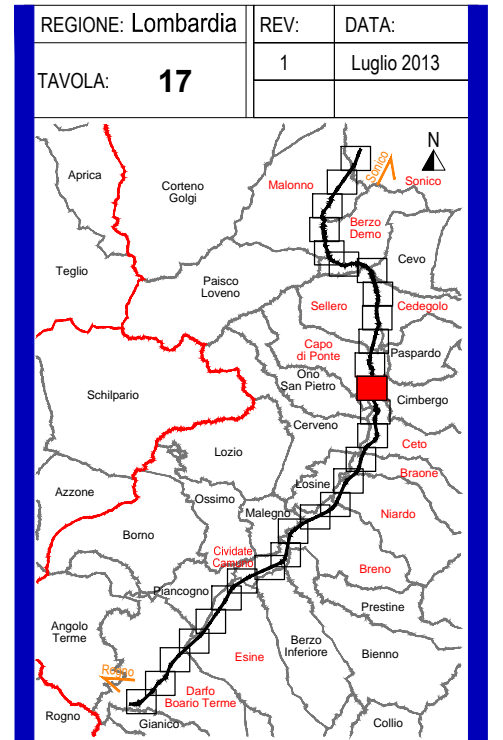 REGIONE: Lombardia
REV:
DATA:
TAVOLA: 17
1
Luglio 2013
N
Sonico
Aprica
Corteno
Golgi
Malonno
Sonico
Berzo
Demo
Cevo
Teglio
Paisco
Loveno
Sellero
Cedegolo
Capo
di Ponte
Paspardo
Ono
San Pietro
Schilpario
Cimbergo
Cerveno
Ceto
Lozio
Braone
Losine
Azzone
Ossimo
Malegno
Niardo
Borno
Cividate
Camuno
Breno
Piancogno
Prestine
Angolo
Terme
Berzo
Inferiore
Bienno
Esine
Rogno
Darfo
Boario Terme
Rogno
Gianico
Collio